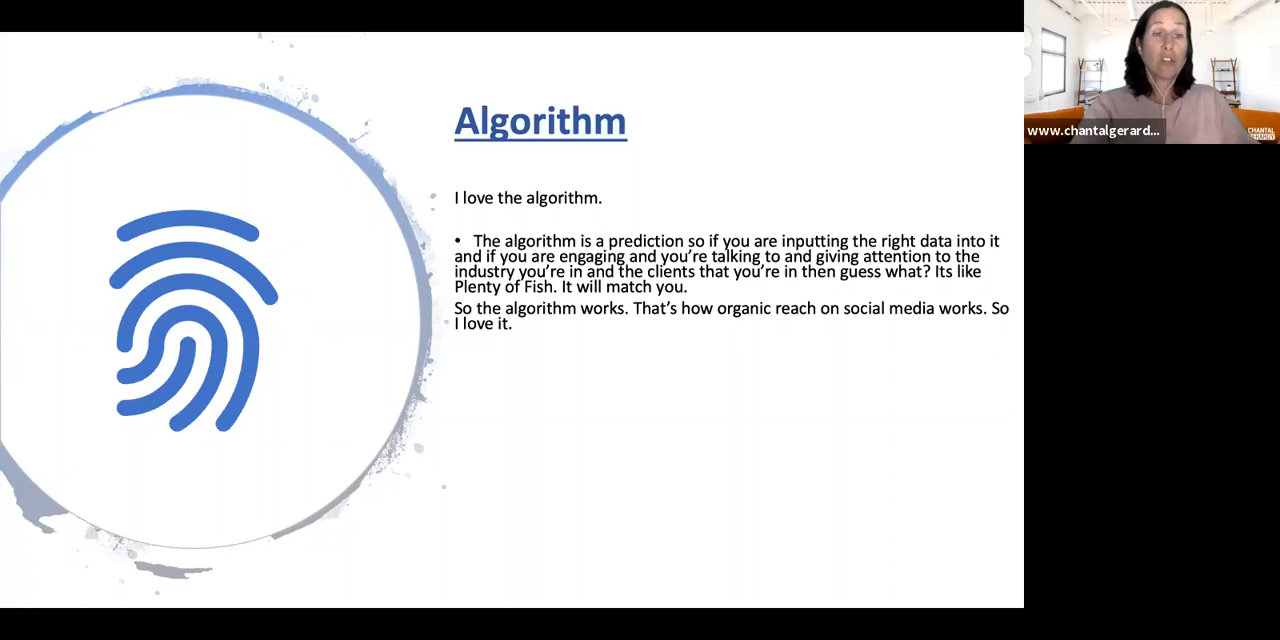 Algorithm
I love the algorithm.
• The algorithm is a prediction so if you are inputting the right data into it
and if you are engaging and you’re talking to and giving attention to the
industry you’re in and the clients that you’re in then guess what? Its like
Plenty of Fish. It will match you.
So the algorithm works. That’s how organic reach on social media works. So
I love it.
www.chantalgerard...
CHANTAL
GERARDY